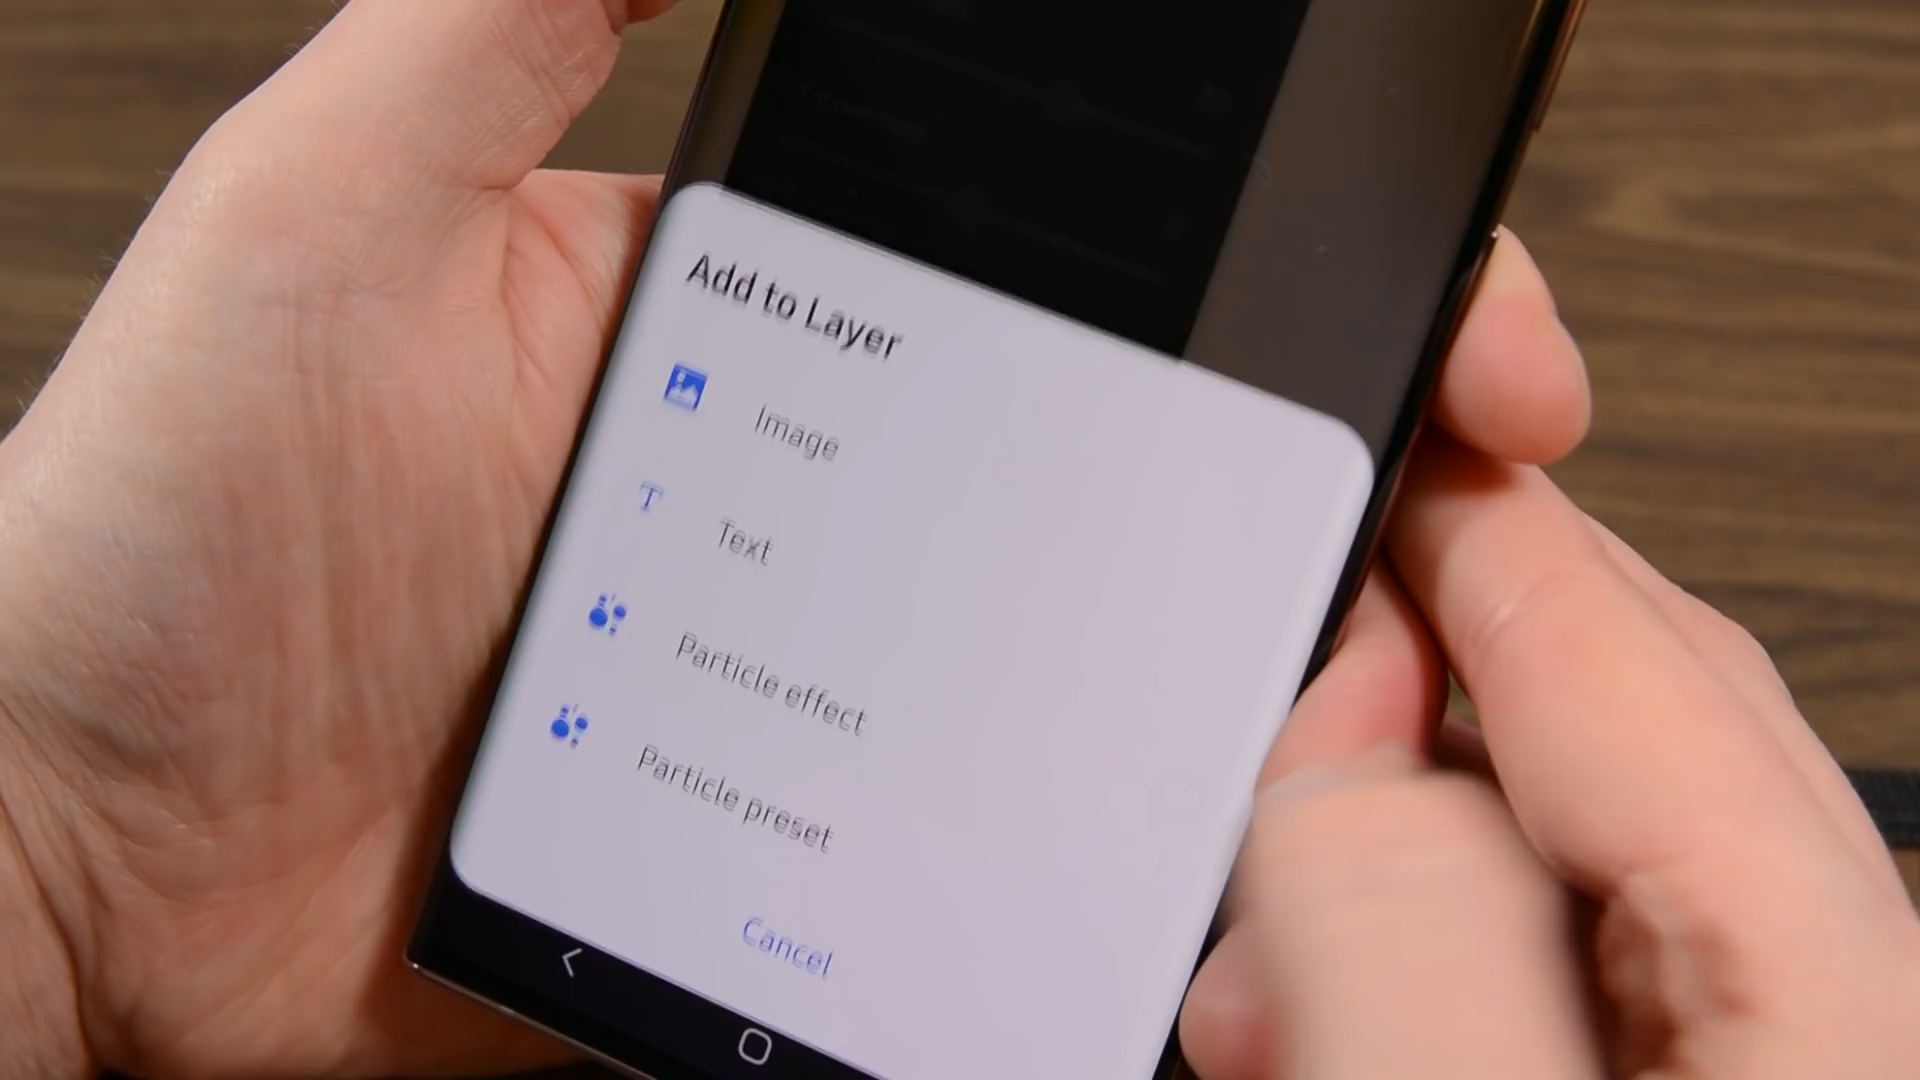 Add to Layer
Image
T
Text
Particle effect
Particle preset
Cancel